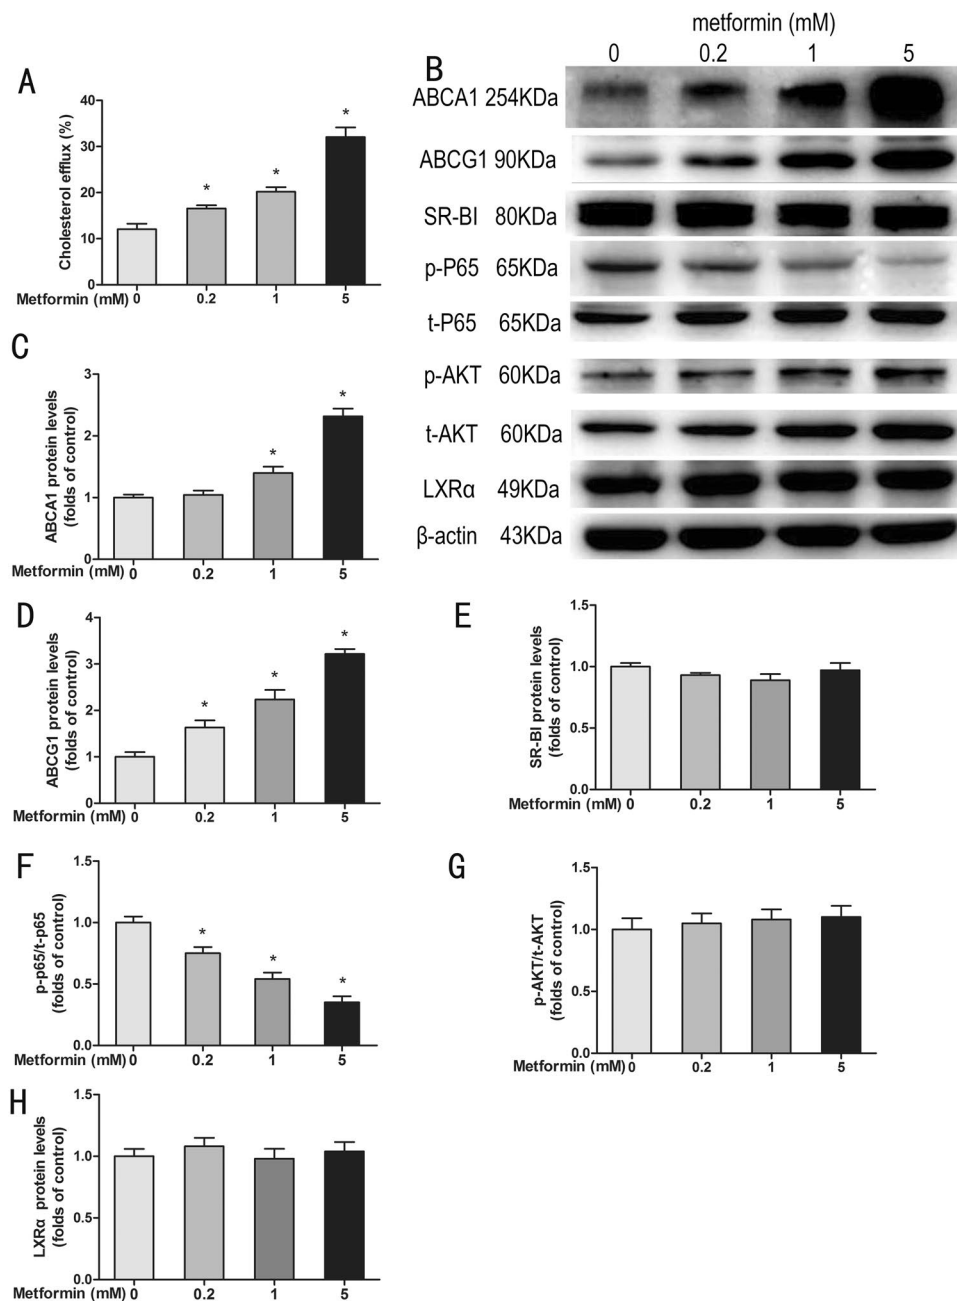 A
Cholesterol efflux (%)
40
30
20
10
0
* * *
Metformin (mM) 0 0.2 1 5
B
metformin (mM)
0 0.2 1 5
ABCA1 254KDa
ABCG1 90KDa
SR-BI 80KDa
p-P65 65KDa
t-P65 65KDa
p-AKT 60KDa
t-AKT 60KDa
LXRα 49KDa
β-actin 43KDa
C
ABCA1 protein levels
(folds of control)
3
2
1
0
* *
Metformin (mM) 0 0.2 1 5
D
ABCG1 protein levels
(folds of control)
4
3
2
1
0
* * *
Metformin (mM) 0 0.2 1 5
E
SR-BI protein levels
(folds of control)
1.5
1.0
0.5
0.0
Metformin (mM) 0 0.2 1 5
F
p-p65/t-p65
(folds of control)
1.5
1.0
0.5
0.0
* * *
Metformin (mM) 0 0.2 1 5
G
p-AKT/t-AKT
(folds of control)
1.5
1.0
0.5
0.0
Metformin (mM) 0 0.2 1 5
H
LXRα protein levels
(folds of control)
1.5
1.0
0.5
0.0
Metformin (mM) 0 0.2 1 5